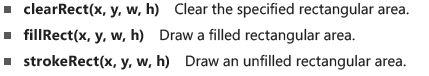 ■ clearRect(x, y, w, h) Clear the specified rectangular area.
■ fillRect(x, y, w, h) Draw a filled rectangular area.
■ strokeRect(x, y, w, h) Draw an unfilled rectangular area.